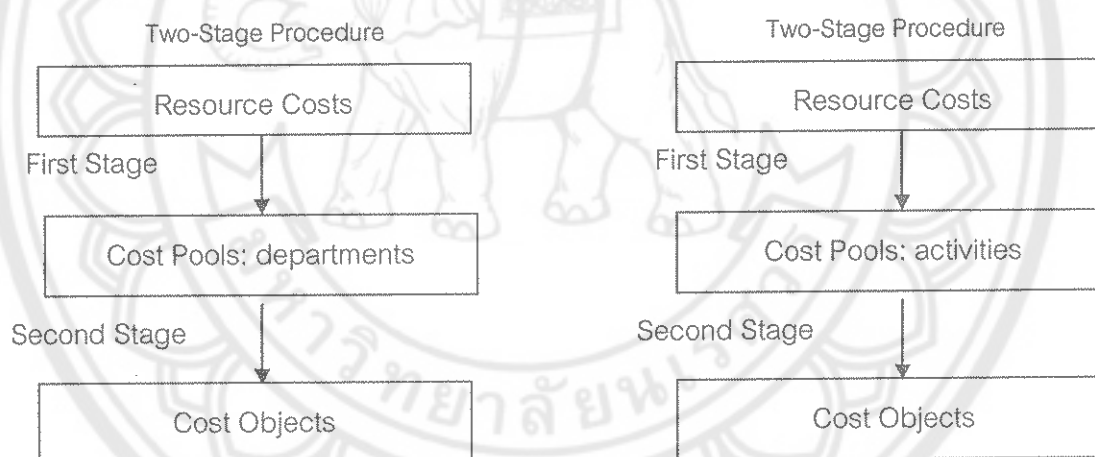 Two-Stage Procedure
Resource Costs
First Stage
Cost Pools: departments
Second Stage
Cost Objects
Two-Stage Procedure
Resource Costs
First Stage
Cost Pools: activities
Second Stage
Cost Objects